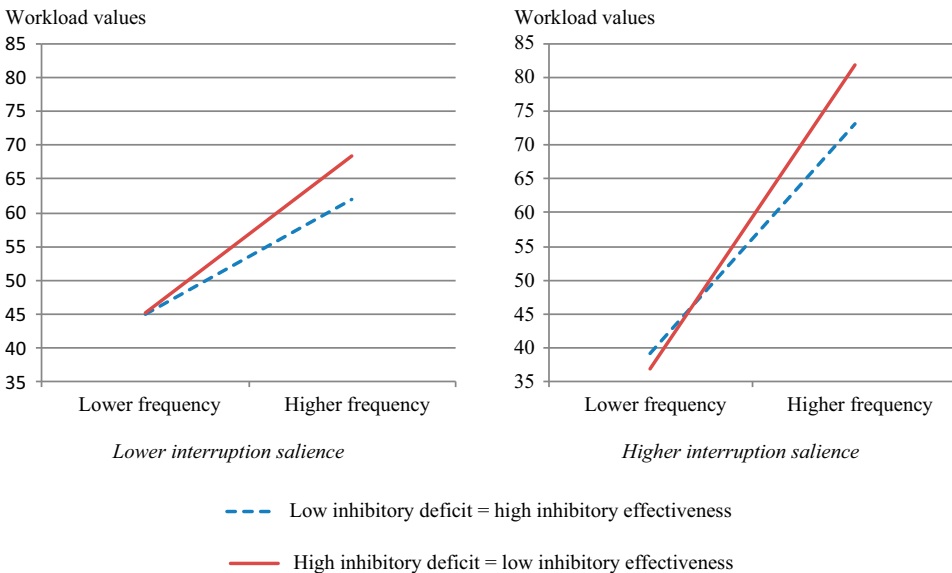 Workload values
85
80
75
70
65
60
55
50
45
40
35
Lower frequency Higher frequency
Lower interruption salience
Workload values
85
80
75
70
65
60
55
50
45
40
35
Lower frequency Higher frequency
Higher interruption salience
Low inhibitory deficit = high inhibitory effectiveness
High inhibitory deficit = low inhibitory effectiveness